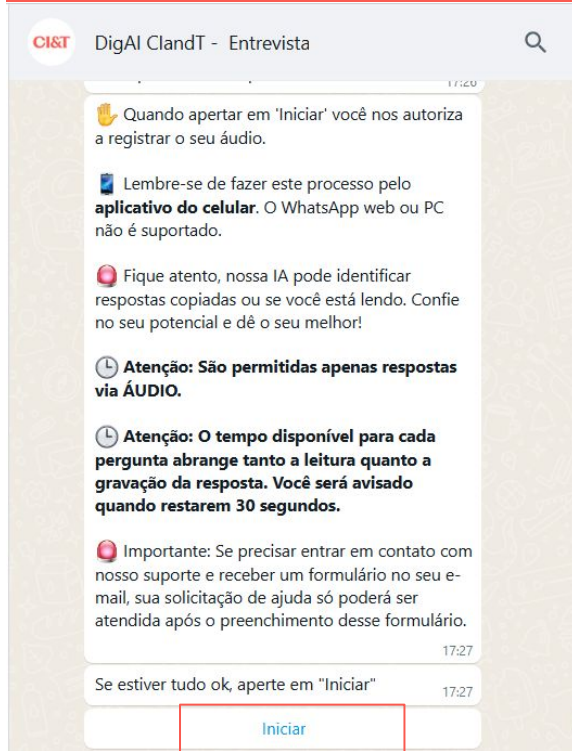 CI&T DigAI CIandT - Entrevista
✋ Quando apertar em 'Iniciar' você nos autoriza
a registrar o seu áudio.
📱 Lembre-se de fazer este processo pelo
aplicativo do celular. O WhatsApp web ou PC
não é suportado.
🚨 Fique atento, nossa IA pode identificar
respostas copiadas ou se você está lendo. Confie
no seu potencial e dê o seu melhor!
🕒 Atenção: São permitidas apenas respostas
via ÁUDIO.
🕒 Atenção: O tempo disponível para cada
pergunta abrange tanto a leitura quanto a
gravação da resposta. Você será avisado
quando restarem 30 segundos.
🚨 Importante: Se precisar entrar em contato com
nosso suporte e receber um formulário no seu e-
mail, sua solicitação de ajuda só poderá ser
atendida após o preenchimento desse formulário.
17:27
Se estiver tudo ok, aperte em "Iniciar"
17:27
Iniciar